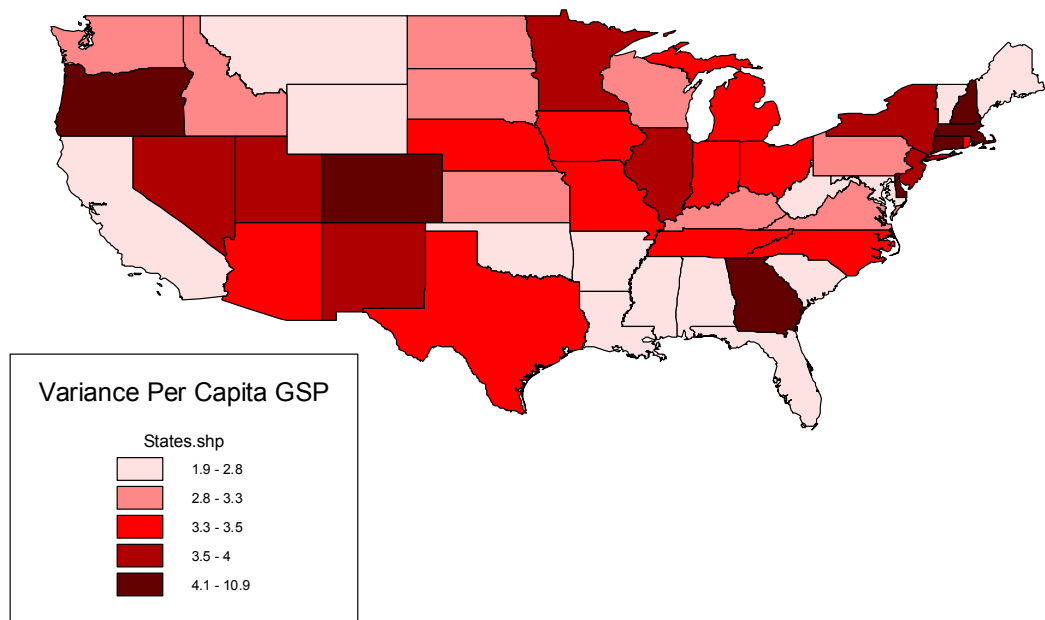 Variance Per Capita GSP
States.shp
1.9 - 2.8
2.8 - 3.3
3.3 - 3.5
3.5 - 4
4.1 - 10.9